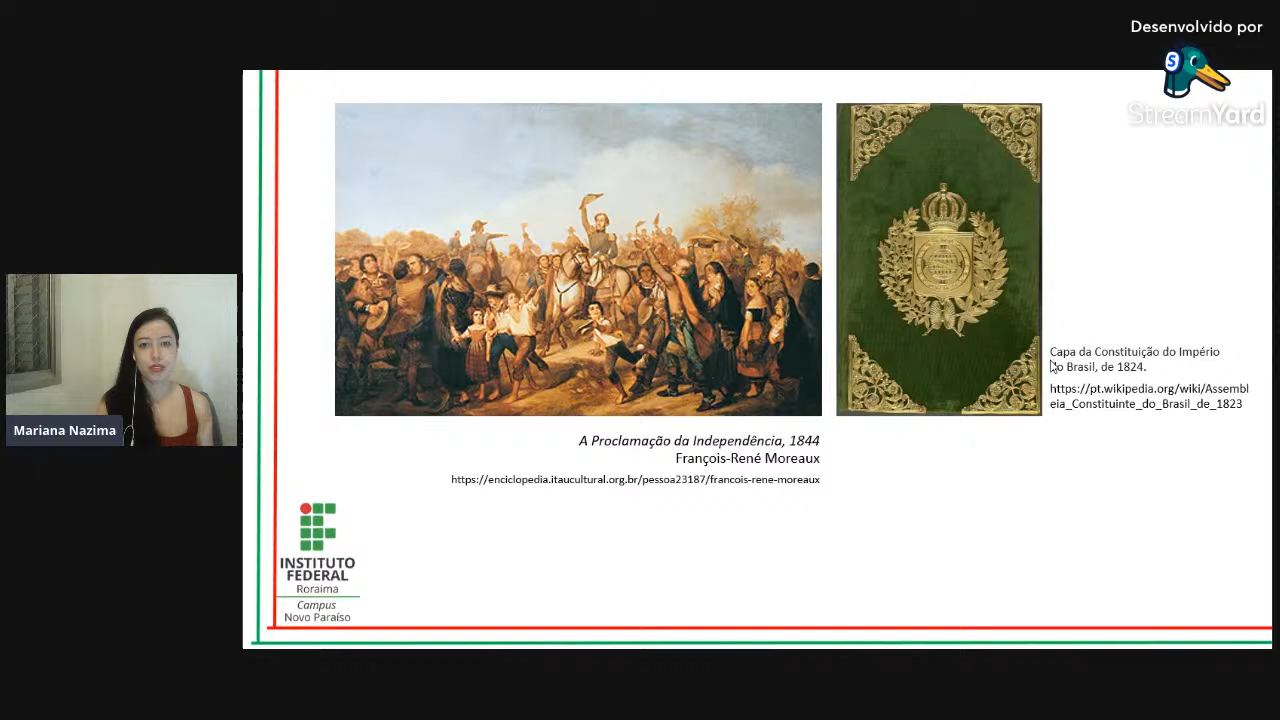 Desenvolvido por
S
StreamYard
Capa da Constituição do Império
do Brasil, de 1824.
https://pt.wikipedia.org/wiki/Assembl
eia_Constituinte_do_Brasil_de_1823
A Proclamação da Independência, 1844
François-René Moreaux
https://enciclopedia.itaucultural.org.br/pessoa23187/francois-rene-moreaux
Mariana Nazima
INSTITUTO
FEDERAL
Roraima
Campus
Novo Paraíso